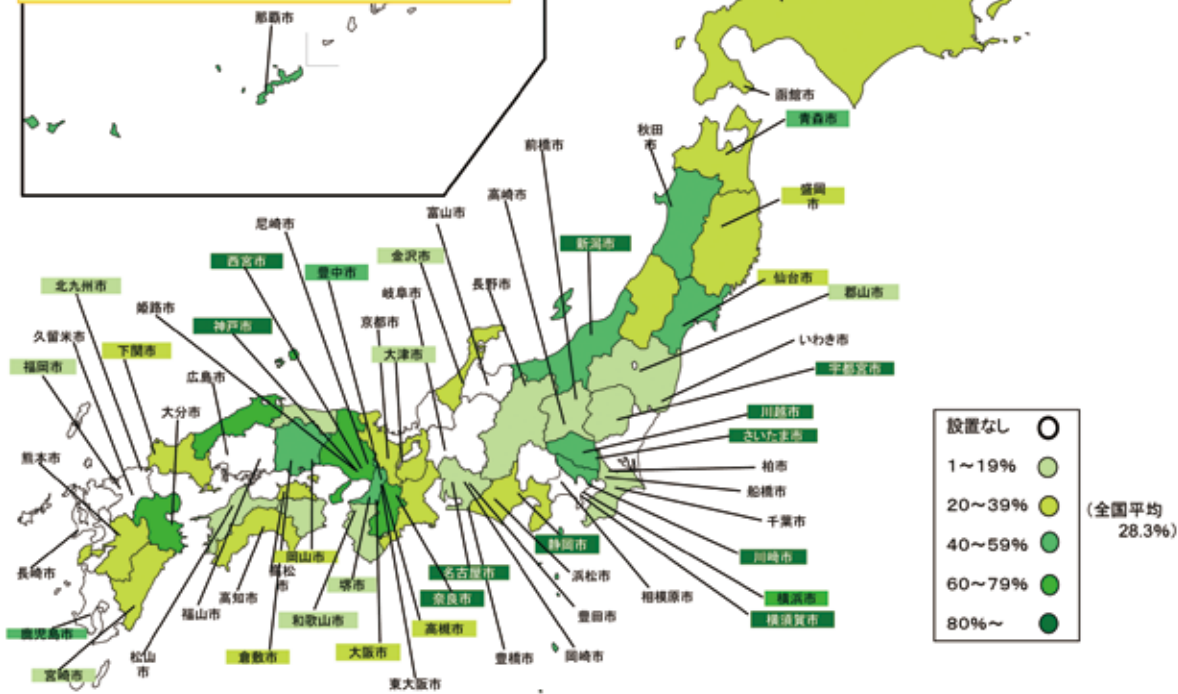 那覇市
函館市
青森市
秋田
市
前橋市
盛岡
市
高崎市
富山市
尼崎市
新潟市
金沢市
西宮市
豊中市
仙台市
長野市
北九州市
岐阜市
郡山市
姫路市
京都市
神戸市
久留米市
いわき市
下関市
大津市
福岡市
宇都宮市
広島市
大分市
川越市
さいたま市
熊本市
柏市
船橋市
千葉市
静岡市
岡山市
川崎市
長崎市
名古屋市
浜松市
高松
市
堺市
相模原市
高知市
奈良市
横浜市
福山市
豊田市
和歌山市
横須賀市
高槻市
鹿児島市
大阪市
倉敷市
松山
市
豊橋市
岡崎市
宮崎市
東大阪市
設置なし
1～19%
20～39%
40～59%
60～79%
80%～
(全国平均
28.3%)